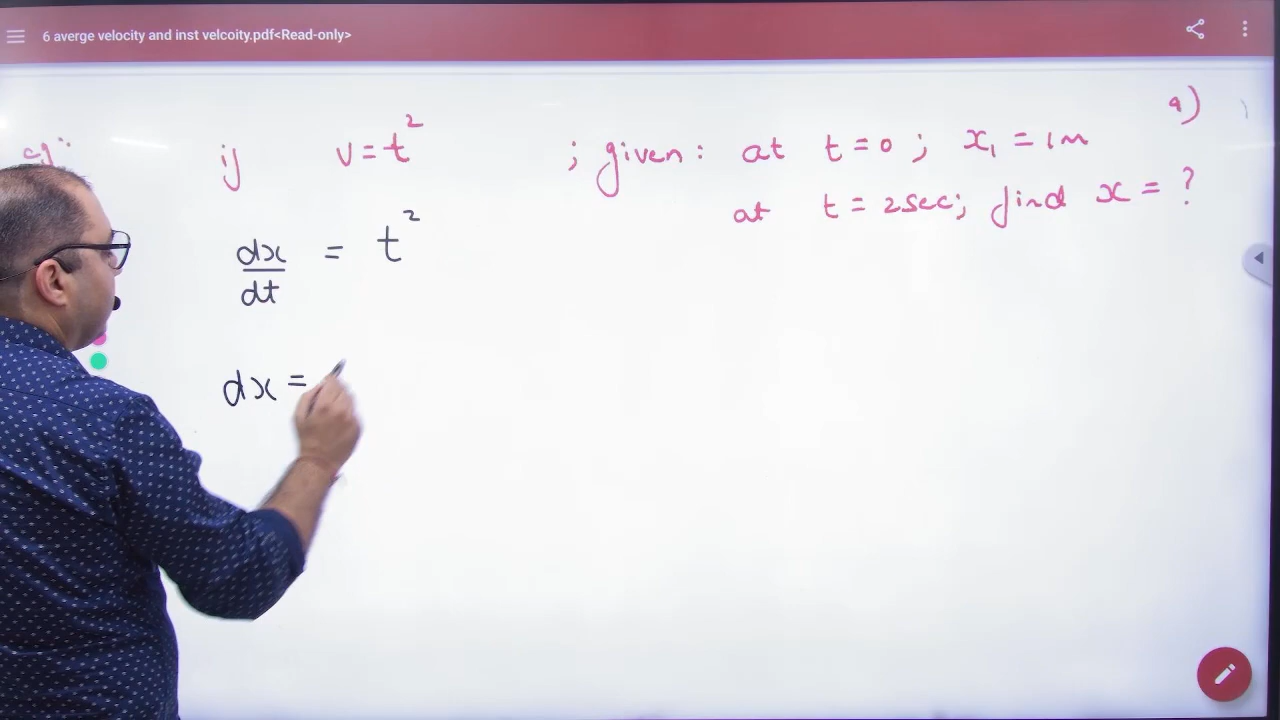 6 averge velocity and inst velcoity.pdf<Read-only>
a)
if v = t² ; given: at t = 0 ; x₁ = 1m
at t = 2sec; find x = ?
dx/dt = t²
dx =